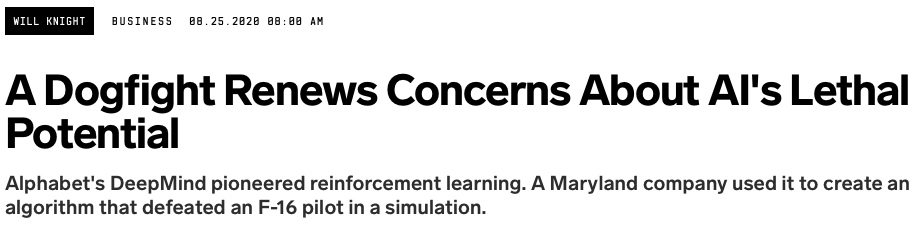 WILL KNIGHT BUSINESS 08.25.2020 08:00 AM
A Dogfight Renews Concerns About AI's Lethal
Potential
Alphabet's DeepMind pioneered reinforcement learning. A Maryland company used it to create an
algorithm that defeated an F-16 pilot in a simulation.